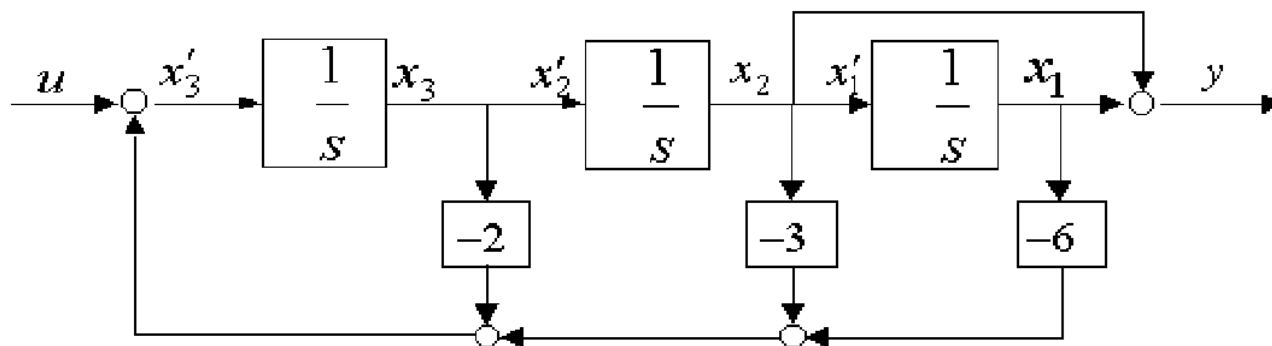 u x′₃ 1/s x₃ x′₂ 1/s x₂ x′₁ 1/s x₁ y
−2 −3 −6